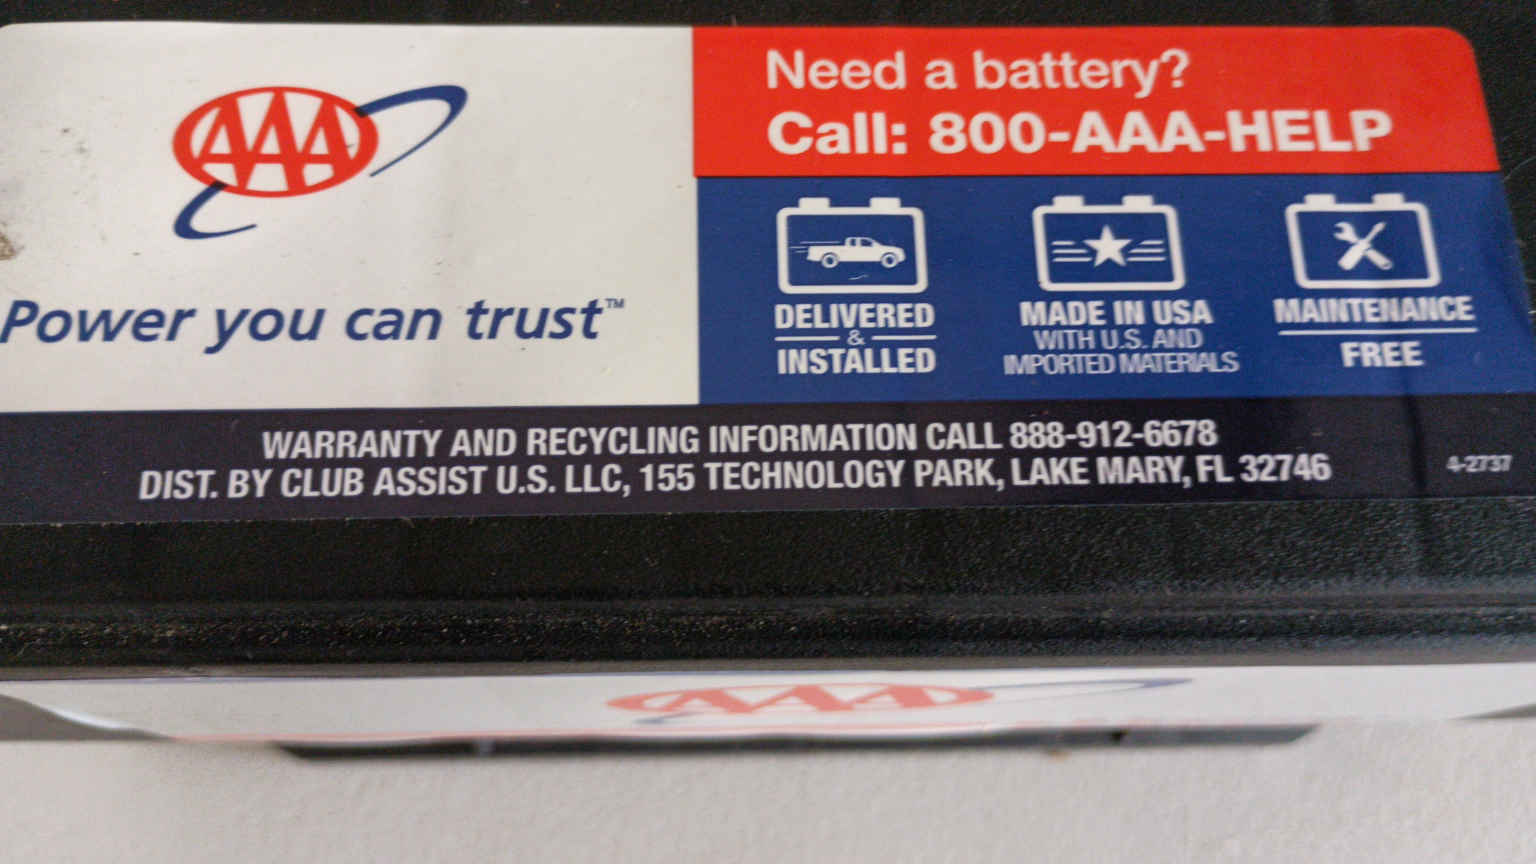 AAA
Power you can trust™
Need a battery?
Call: 800-AAA-HELP
DELIVERED
&
INSTALLED
MADE IN USA
WITH U.S. AND
IMPORTED MATERIALS
MAINTENANCE
FREE
WARRANTY AND RECYCLING INFORMATION CALL 888-912-6678
DIST. BY CLUB ASSIST U.S. LLC, 155 TECHNOLOGY PARK, LAKE MARY, FL 32746
4-2737
AAA